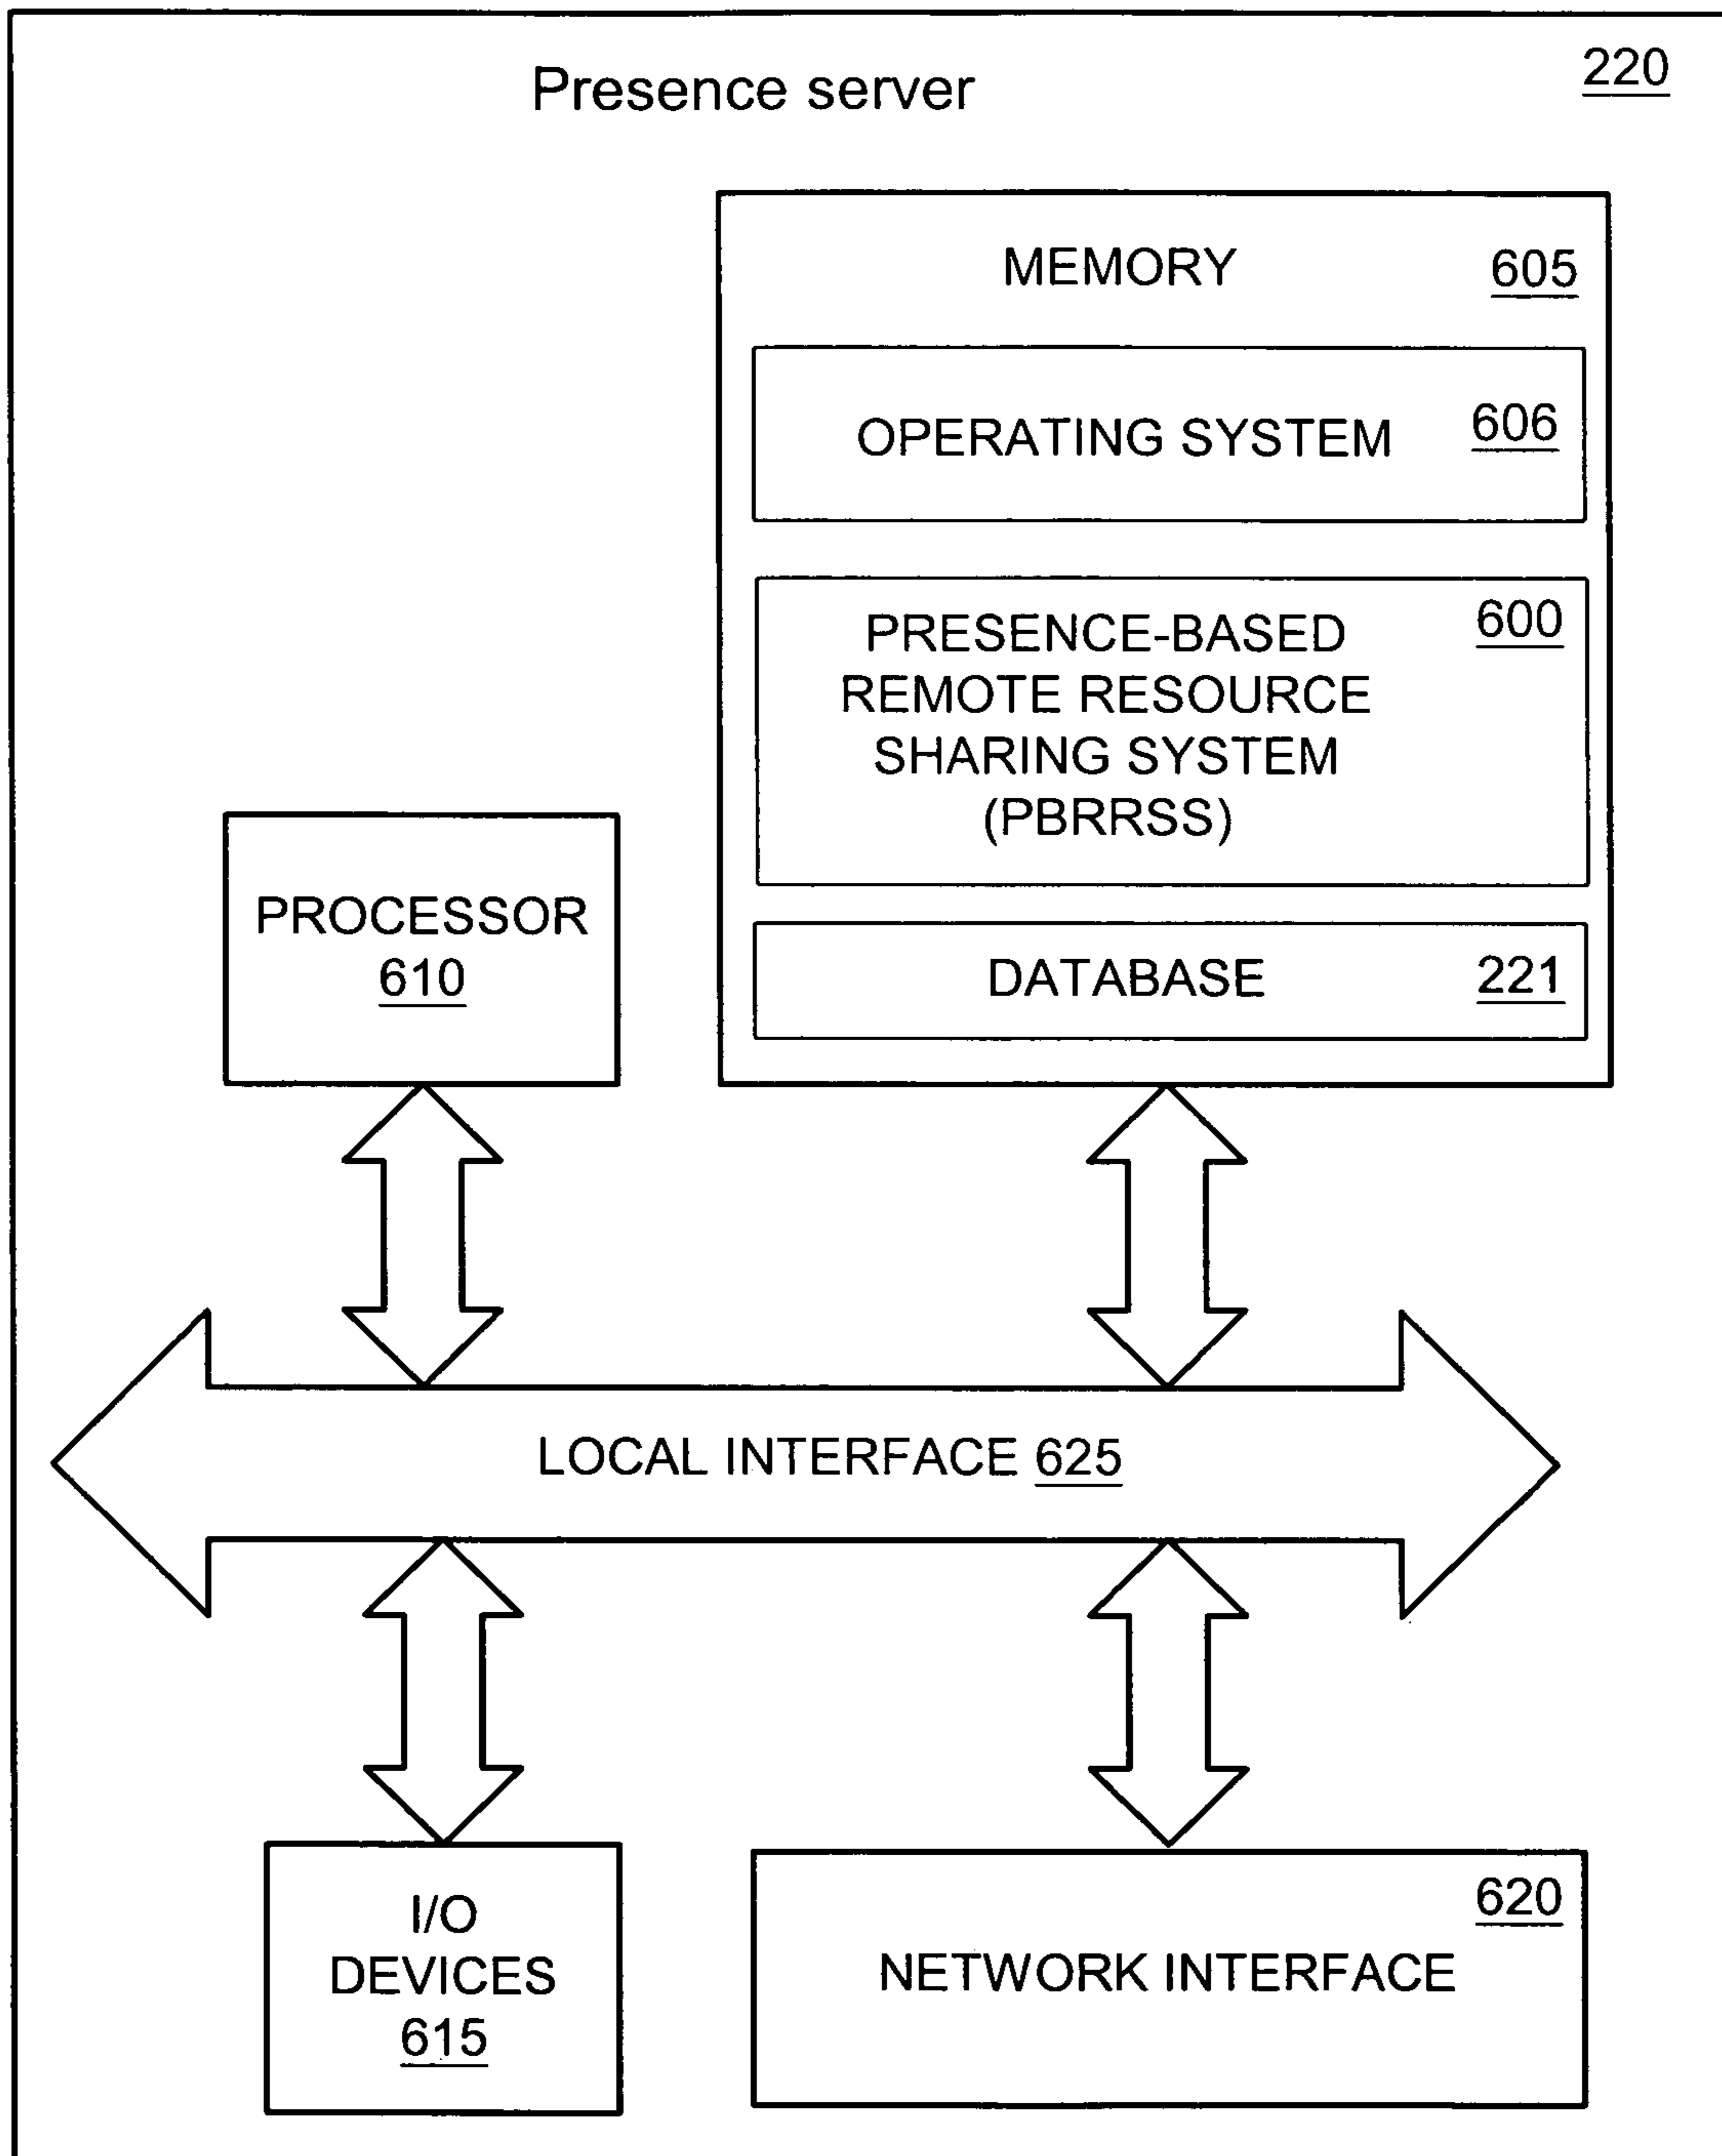 Presence server
220
MEMORY
605
OPERATING SYSTEM
606
PRESENCE-BASED
600
REMOTE RESOURCE
SHARING SYSTEM
(PBRRSS)
DATABASE
221
PROCESSOR
610
LOCAL INTERFACE 625
I/O
DEVICES
615
620
NETWORK INTERFACE